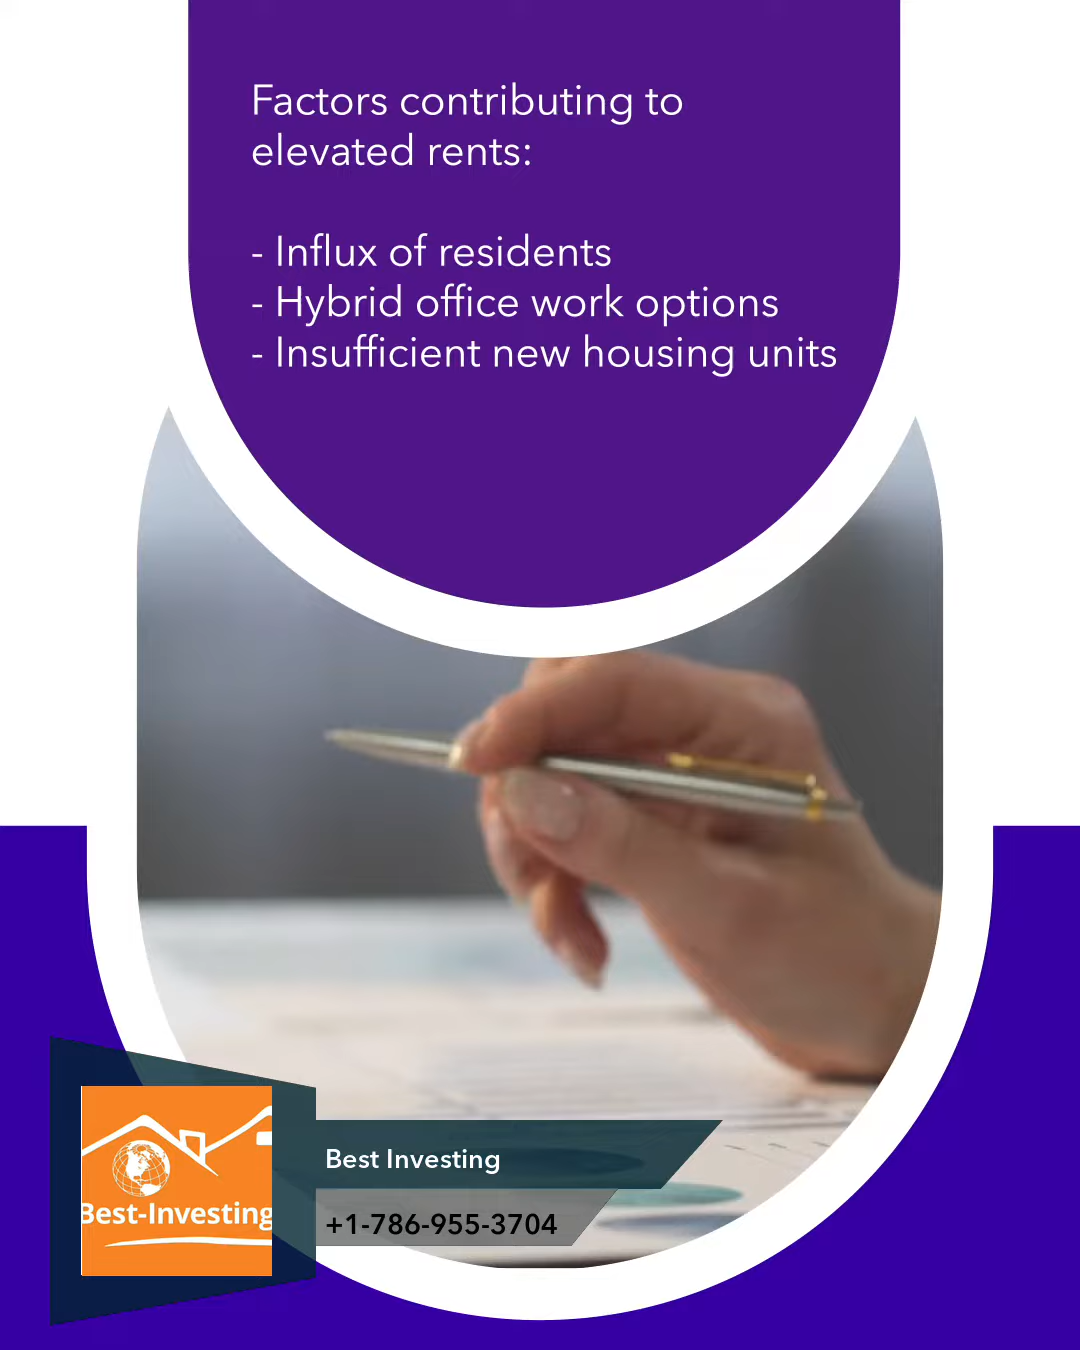 Factors contributing to
elevated rents:
- Influx of residents
- Hybrid office work options
- Insufficient new housing units
Best-Investing
Best Investing
+1-786-955-3704